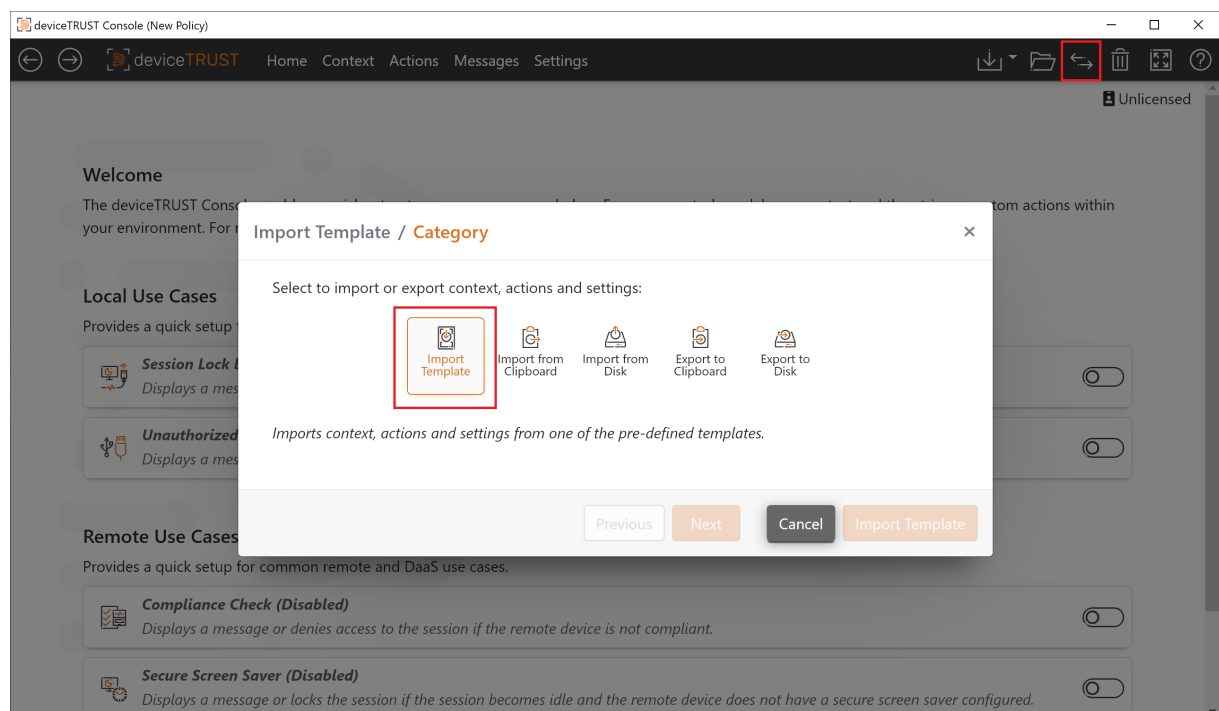 deviceTRUST Console (New Policy)
deviceTRUST Home Context Actions Messages Settings
Unlicensed
Welcome
The deviceTRUST Conso tom actions within
your environment. For
Import Template / Category
Select to import or export context, actions and settings:
Import Template
Import from Clipboard
Import from Disk
Export to Clipboard
Export to Disk
Imports context, actions and settings from one of the pre-defined templates.
Previous Next Cancel Import Template
Local Use Cases
Provides a quick setup
Session Lock
Displays a mes
Unauthorized
Displays a mes
Remote Use Cases
Provides a quick setup for common remote and DaaS use cases.
Compliance Check (Disabled)
Displays a message or denies access to the session if the remote device is not compliant.
Secure Screen Saver (Disabled)
Displays a message or locks the session if the session becomes idle and the remote device does not have a secure screen saver configured.